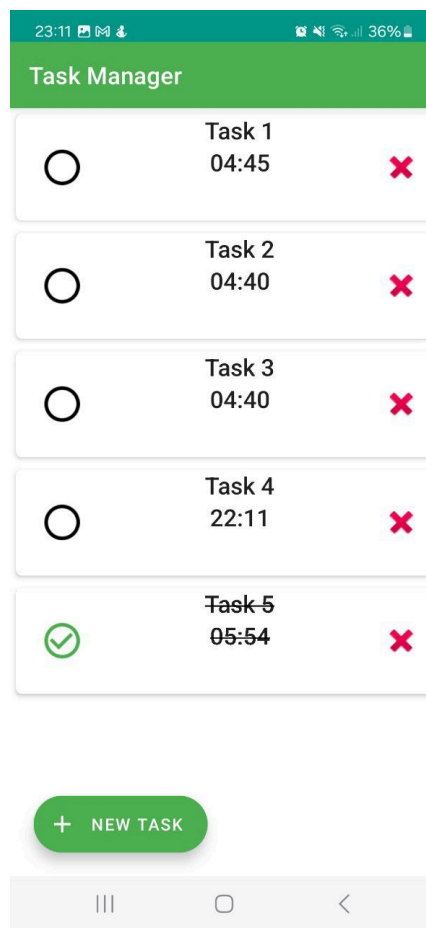 23:11 36%
Task Manager
Task 1
04:45
Task 2
04:40
Task 3
04:40
Task 4
22:11
Task 5
05:54
+ NEW TASK